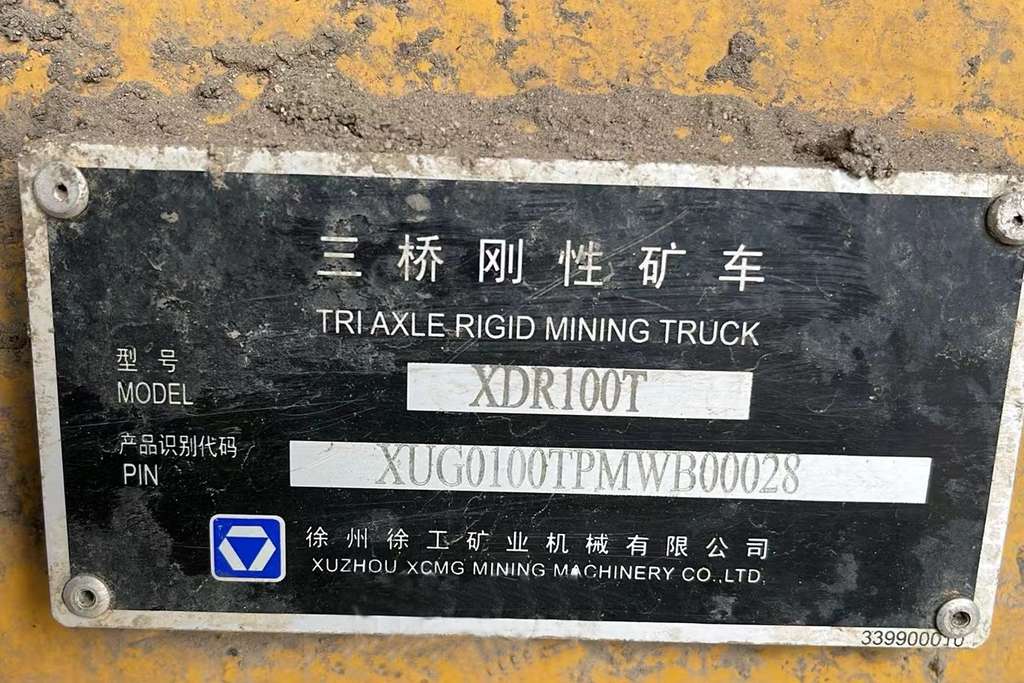 三桥刚性矿车
TRI AXLE RIGID MINING TRUCK
型号
MODEL
XDR100T
产品识别代码
PIN
XUG0100TPMWB00028
徐州徐工矿业机械有限公司
XUZHOU XCMG MINING MACHINERY CO.,LTD.
339900010